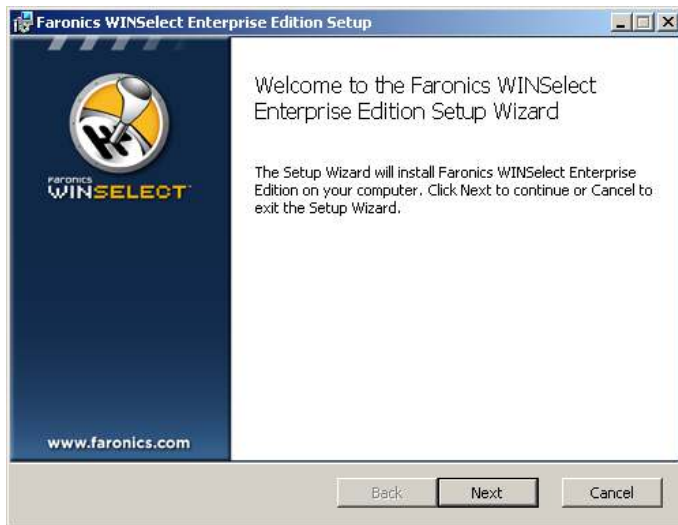 Faronics WINSelect Enterprise Edition Setup
Welcome to the Faronics WINSelect
Enterprise Edition Setup Wizard
The Setup Wizard will install Faronics WINSelect Enterprise
Edition on your computer. Click Next to continue or Cancel to
exit the Setup Wizard.
FARONICS
WINSELECT
www.faronics.com
Back
Next
Cancel